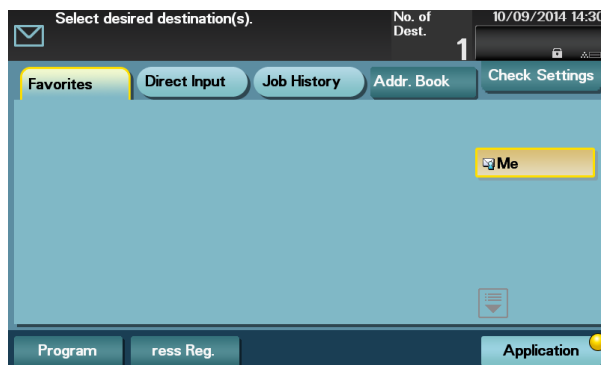 Select desired destination(s).
No. of
Dest.
1
10/09/2014 14:30
Favorites
Direct Input
Job History
Addr. Book
Check Settings
Me
Program
ress Reg.
Application